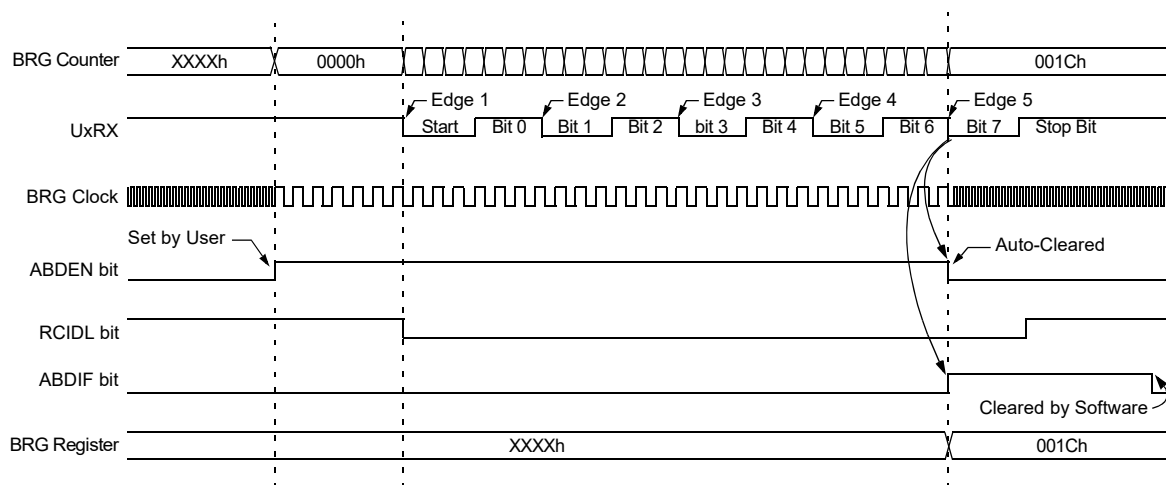 BRG Counter XXXXh 0000h 001Ch
Edge 1 Edge 2 Edge 3 Edge 4 Edge 5
UxRX Start Bit 0 Bit 1 Bit 2 bit 3 Bit 4 Bit 5 Bit 6 Bit 7 Stop Bit
BRG Clock
Set by User Auto-Cleared
ABDEN bit
RCIDL bit
ABDIF bit
Cleared by Software
BRG Register XXXXh 001Ch